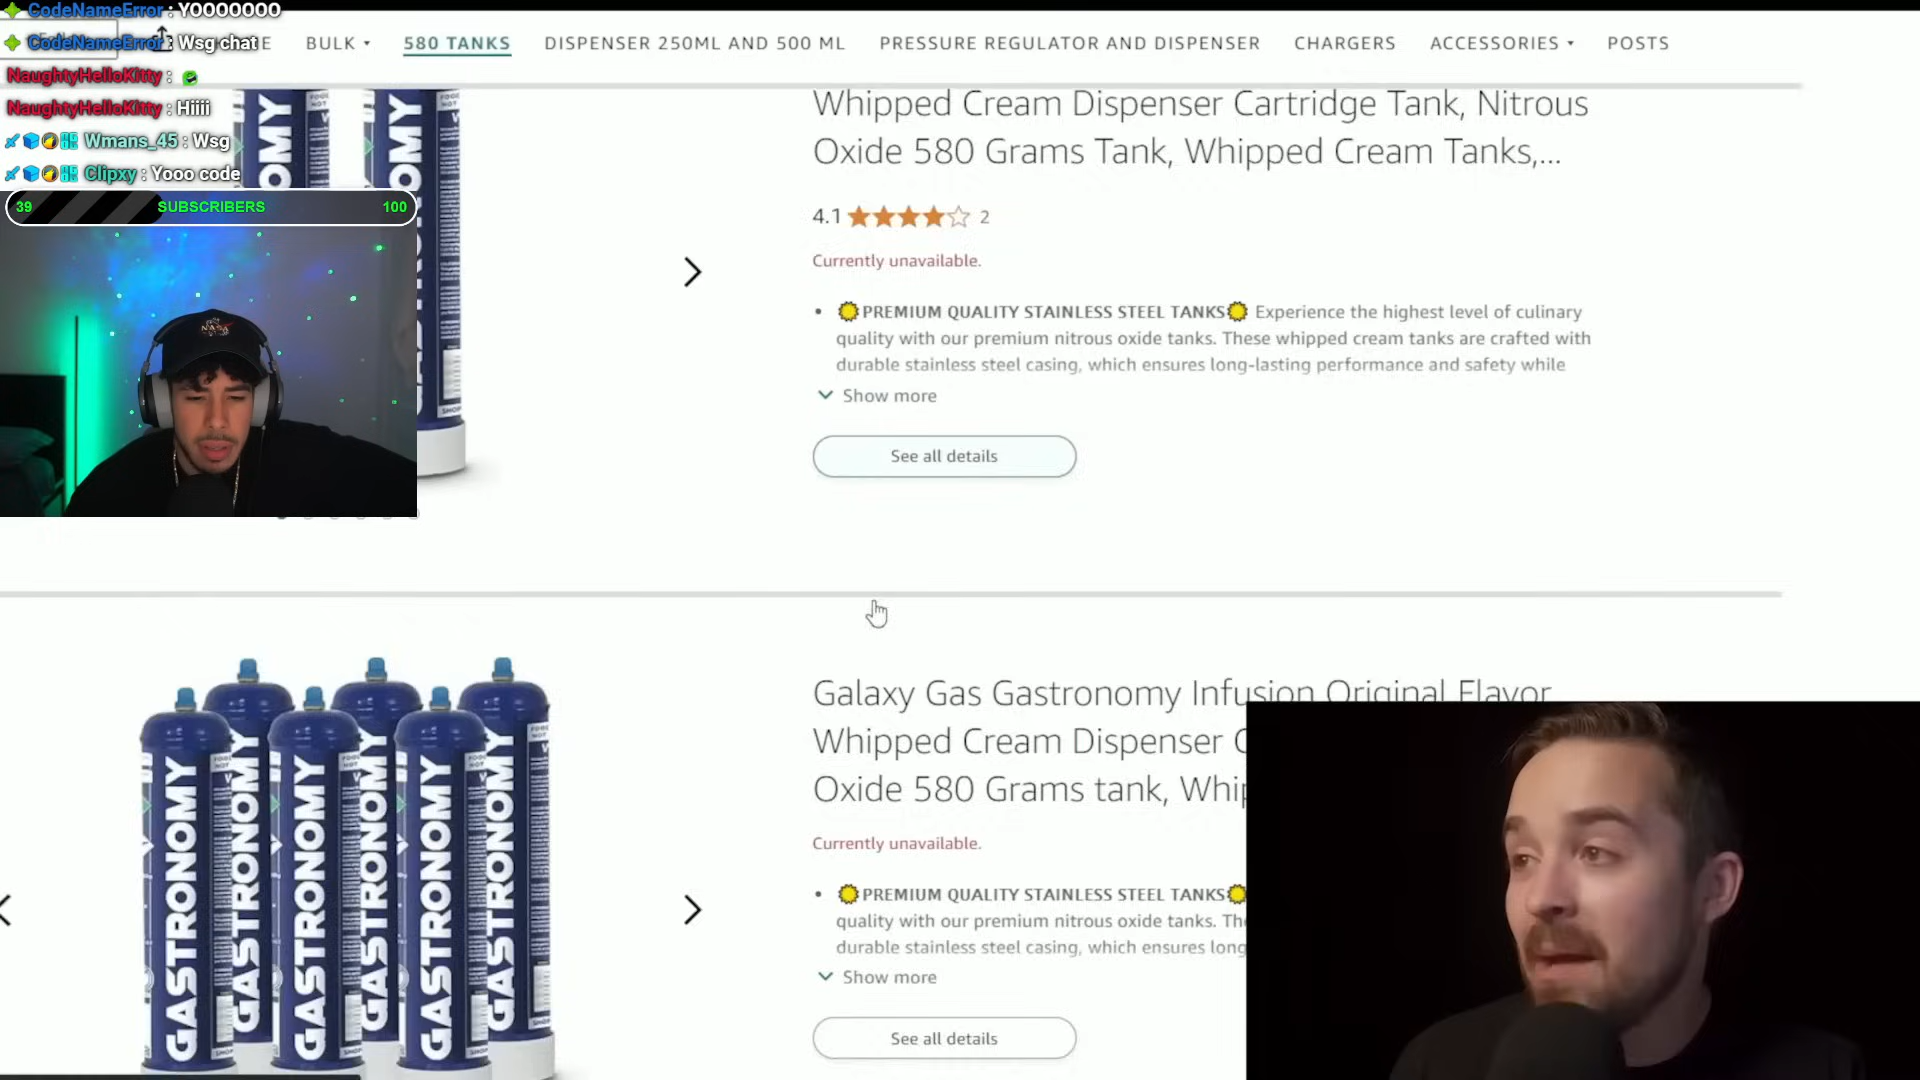 CodeNameError : YOOOOOOO
CodeNameError : Wsg chat
NaughtyHelloKitty :
NaughtyHelloKitty : Hiiii
Wmans_45 : Wsg
Clipxy : Yooo code
39 SUBSCRIBERS 100
BULK
580 TANKS
DISPENSER 250ML AND 500 ML
PRESSURE REGULATOR AND DISPENSER
CHARGERS
ACCESSORIES
POSTS
Whipped Cream Dispenser Cartridge Tank, Nitrous
Oxide 580 Grams Tank, Whipped Cream Tanks,...
4.1 2
Currently unavailable.
PREMIUM QUALITY STAINLESS STEEL TANKS Experience the highest level of culinary
quality with our premium nitrous oxide tanks. These whipped cream tanks are crafted with
durable stainless steel casing, which ensures long-lasting performance and safety while
Show more
See all details
NASA
Galaxy Gas Gastronomy Infusion Original Flavor
Whipped Cream Dispenser
Oxide 580 Grams tank,
Currently unavailable.
PREMIUM QUALITY STAINLESS STEEL TANKS
quality with our premium nitrous oxide tanks.
durable stainless steel casing, which ensures
Show more
See all details
GASTRONOMY
GASTRONOMY
GASTRONOMY
GASTRONOMY
GASTRONOMY
GASTRONOMY